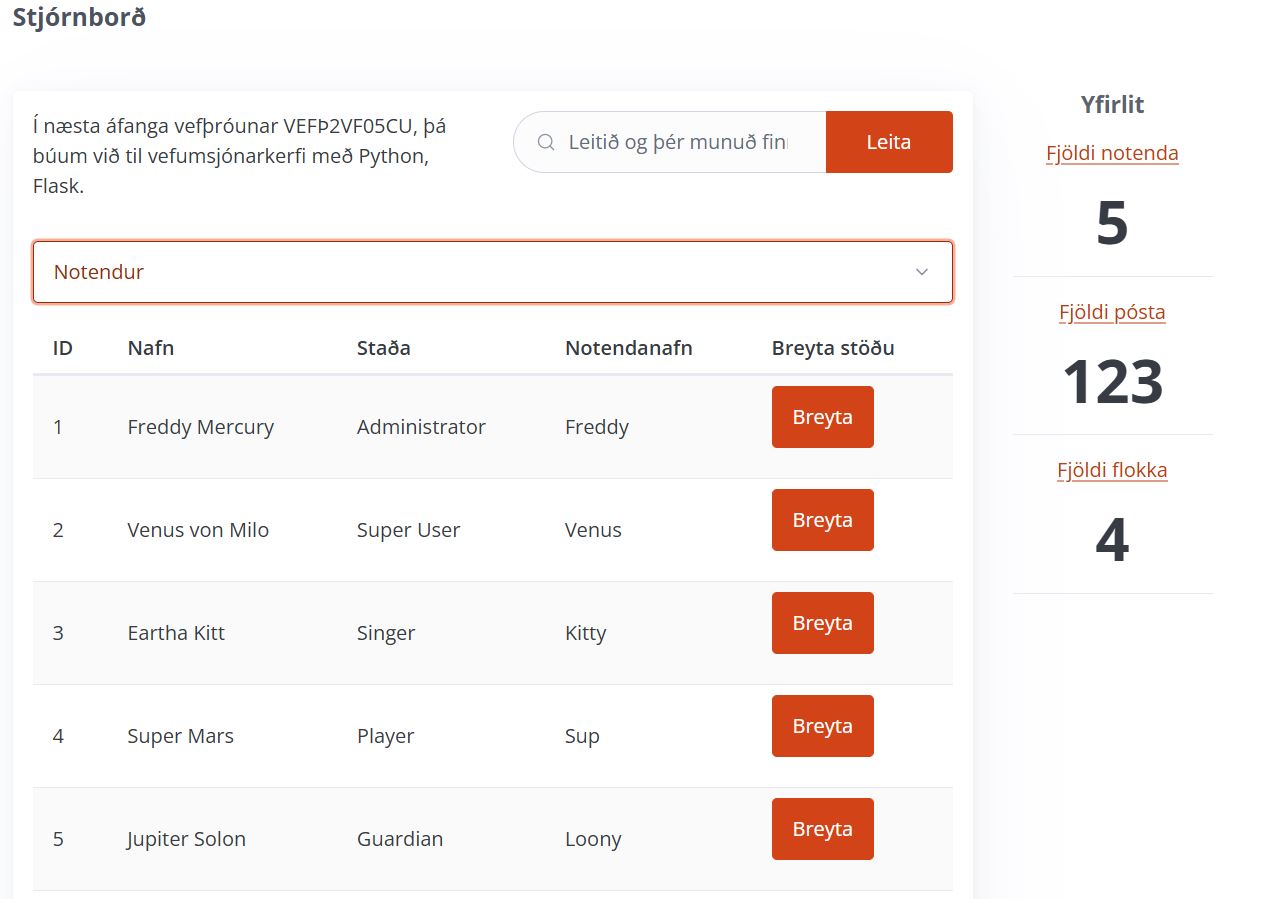 Stjórnborð
Í næsta áfanga vefþróunar VEFÞ2VF05CU, þá
búum við til vefumsjónarkerfi með Python,
Flask.
Leitið og þér munuð
Leita
Notendur
ID Nafn Staða Notendanafn Breyta stöðu
1 Freddy Mercury Administrator Freddy Breyta
2 Venus von Milo Super User Venus Breyta
3 Eartha Kitt Singer Kitty Breyta
4 Super Mars Player Sup Breyta
5 Jupiter Solon Guardian Loony Breyta
Yfirlit
Fjöldi notenda
5
Fjöldi pósta
123
Fjöldi flokka
4